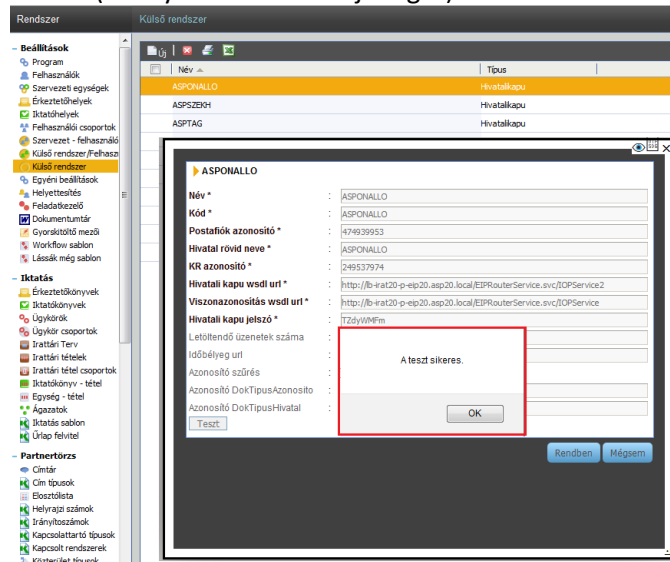 Rendszer
Külső rendszer
– Beállítások
Program
Felhasználók
Szervezeti egységek
Érkeztetőhelyek
Iktatóhelyek
Felhasználói csoportok
Szervezet - felhasználó
Külső rendszer/Felhasz
Külső rendszer
Egyéni beállítások
Helyettesítés
Feladatkezelő
Dokumentumtár
Gyorskitöltő mezői
Workflow sablon
Lássák még sablon
– Iktatás
Érkeztetőkönyvek
Iktatókönyvek
Ügykörök
Ügykör csoportok
Irattári Terv
Irattári tételek
Irattári tétel csoportok
Iktatókönyv - tétel
Egység - tétel
Ágazatok
Iktatás sablon
Űrlap felvitel
– Partnertörzs
Címtár
Cím típusok
Elosztólista
Helyrajzi számok
Irányítószámok
Kapcsolattartó típusok
Kapcsolt rendszerek
Közterület típusok
Új
Név
Típus
ASPONALLO
Hivatalikapu
ASPSZEKH
Hivatalikapu
ASPTAG
Hivatalikapu
ASPONALLO
Név * : ASPONALLO
Kód * : ASPONALLO
Postafiók azonosító * : 474939953
Hivatal rövid neve * : ASPONALLO
KR azonosító * : 249537974
Hivatali kapu wsdl url * : http://lb-irat20-p-eip20.asp20.local/EIPRouterService.svc/IOPService2
Viszonazonosítás wsdl url * : http://lb-irat20-p-eip20.asp20.local/EIPRouterService.svc/IOPService
Hivatali kapu jelszó * : TZdyWMFm
Letöltendő üzenetek száma :
Időbélyeg url :
Azonosító szűrés :
Azonosító DokTipusAzonosito :
Azonosító DokTipusHivatal :
Teszt
A teszt sikeres.
OK
Rendben
Mégsem